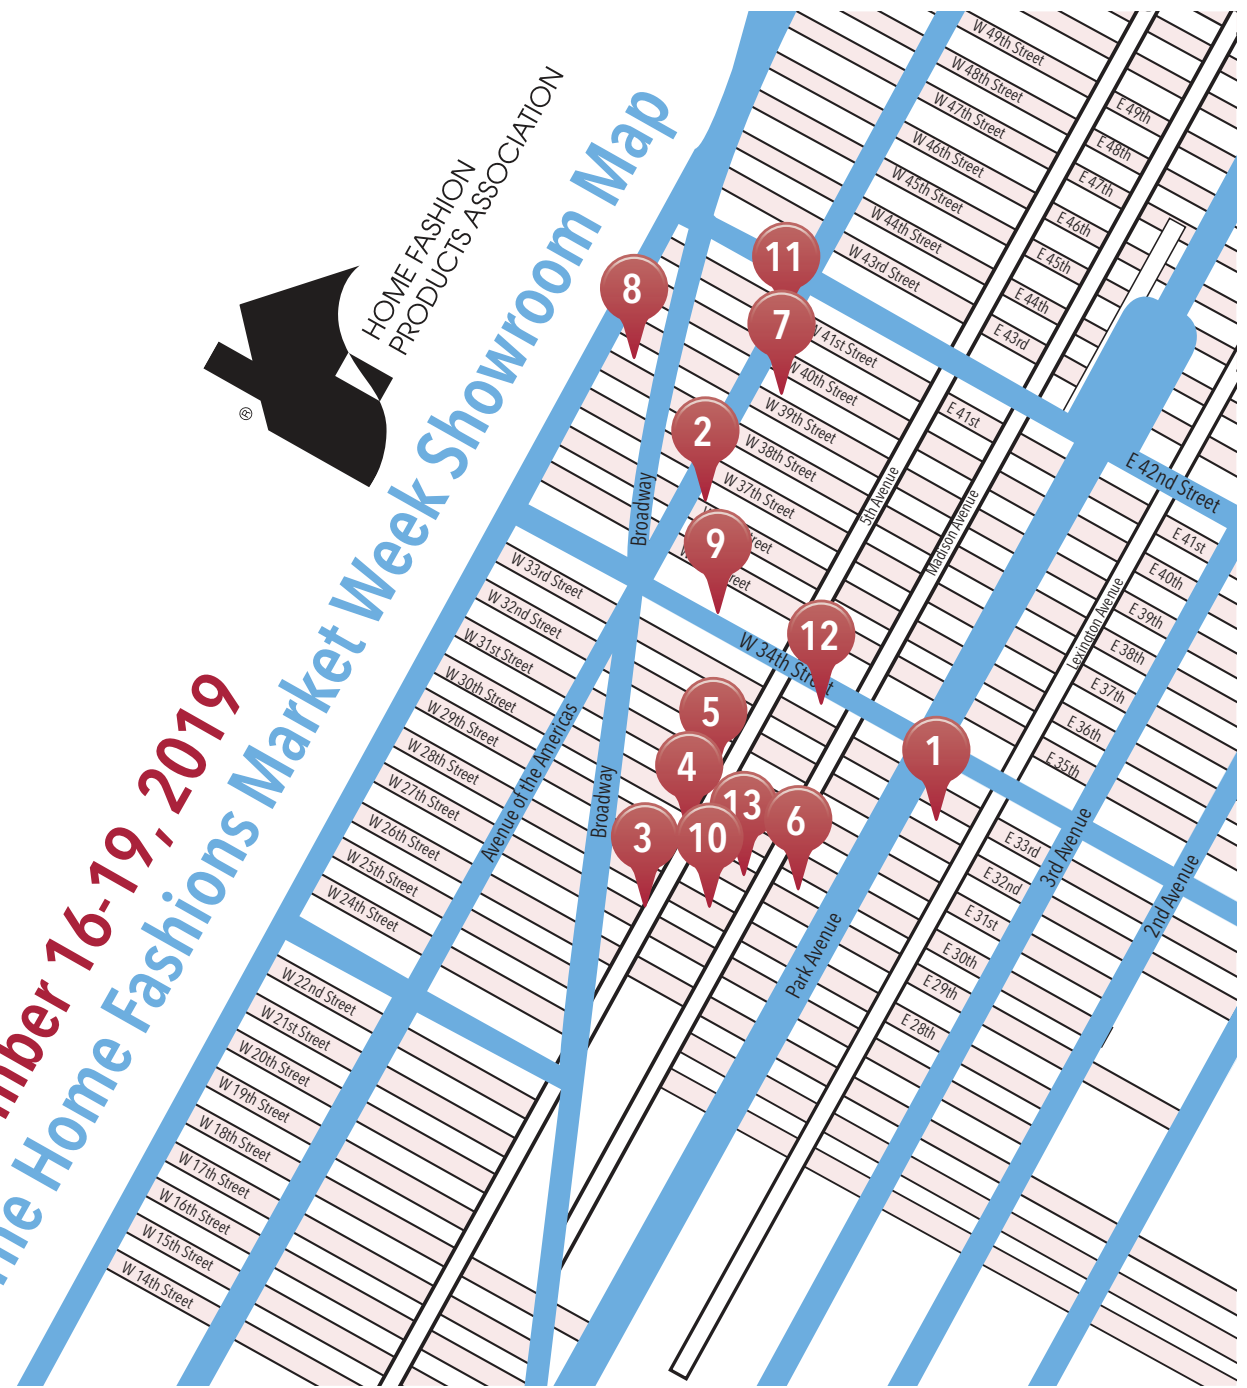 HOME FASHION
PRODUCTS ASSOCIATION
®
16-19, 2019
Home Fashions Market Week Showroom Map
W 49th Street
W 48th Street
W 47th Street
W 46th Street
W 45th Street
W 44th Street
W 43rd Street
W 41st Street
W 40th Street
W 39th Street
W 38th Street
W 37th Street
W 34th Street
W 33rd Street
W 32nd Street
W 31st Street
W 30th Street
W 29th Street
W 28th Street
W 27th Street
W 26th Street
W 25th Street
W 24th Street
W 22nd Street
W 21st Street
W 20th Street
W 19th Street
W 18th Street
W 17th Street
W 16th Street
W 15th Street
W 14th Street
E 49th
E 48th
E 47th
E 46th
E 45th
E 44th
E 43rd
E 41st
E 42nd Street
E 41st
E 40th
E 39th
E 38th
E 37th
E 36th
E 35th
E 33rd
E 32nd
E 31st
E 30th
E 29th
E 28th
Broadway
Broadway
Avenue of the Americas
5th Avenue
Madison Avenue
Park Avenue
Lexington Avenue
3rd Avenue
2nd Avenue
11
8
7
2
9
12
5
1
4
13
6
3
10